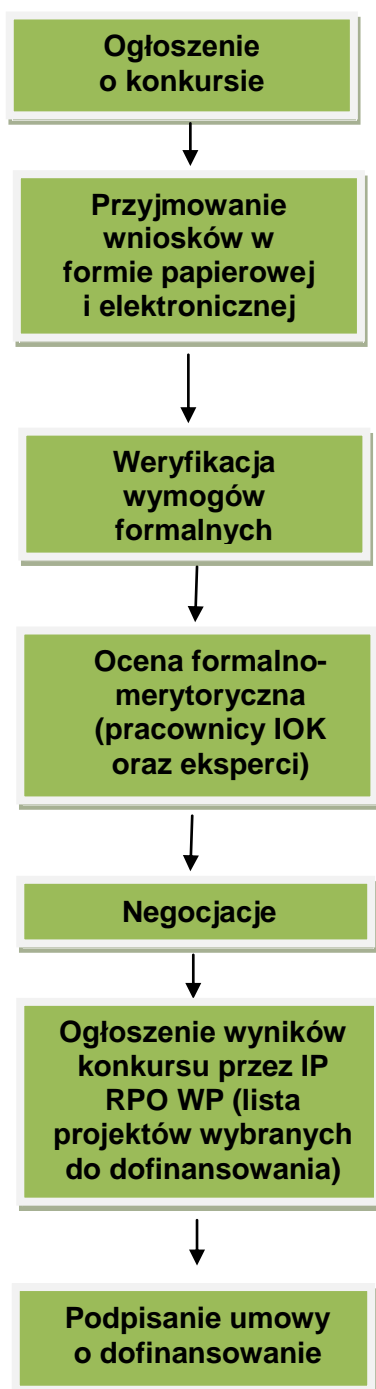 Ogłoszenie
o konkursie
Przyjmowanie
wniosków w
formie papierowej
i elektronicznej
Weryfikacja
wymogów
formalnych
Ocena formalno-
merytoryczna
(pracownicy IOK
oraz eksperci)
Negocjacje
Ogłoszenie wyników
konkursu przez IP
RPO WP (lista
projektów wybranych
do dofinansowania)
Podpisanie umowy
o dofinansowanie